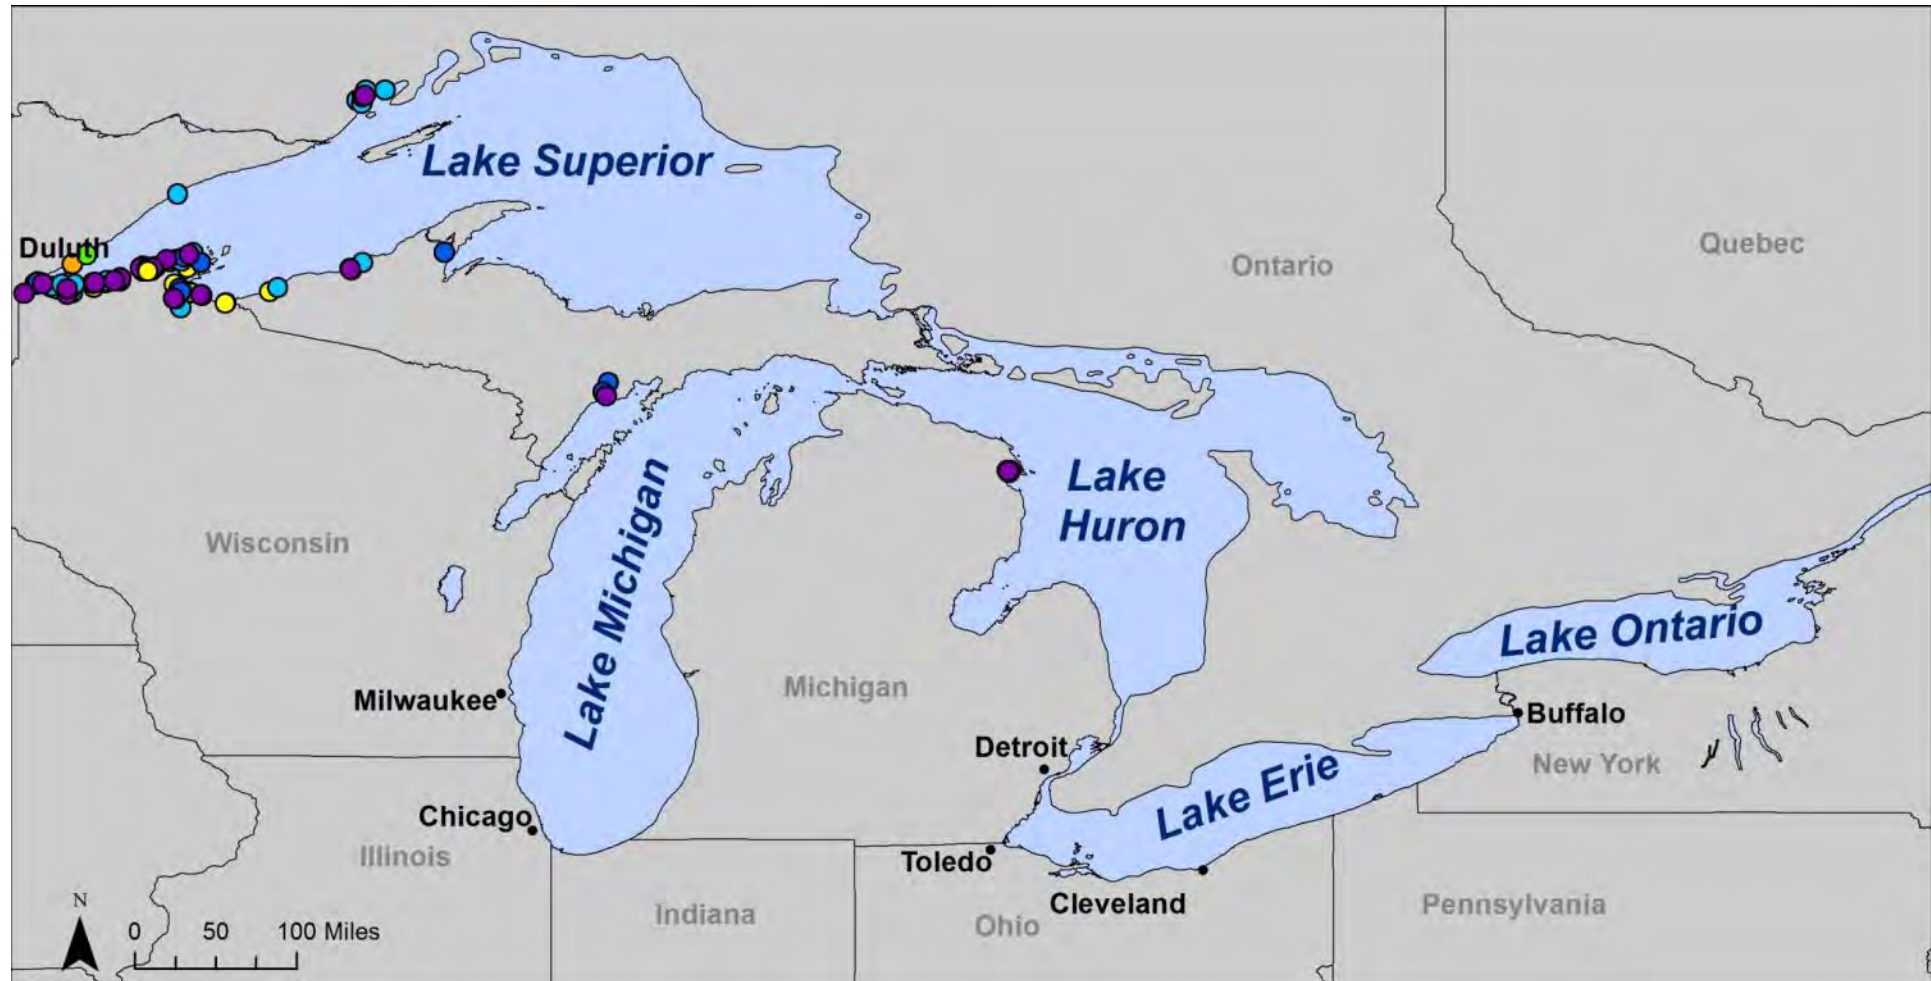 Lake Superior
Duluth
Quebec
Ontario
Lake
Huron
Wisconsin
Lake Michigan
Lake Ontario
Michigan
Milwaukee
Buffalo
Detroit
New York
Lake Erie
Chicago
Illinois
Toledo
Cleveland
Pennsylvania
Indiana
Ohio
N
0 50 100 Miles